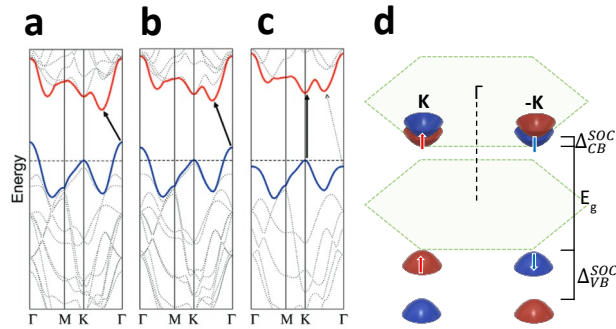 a b c d
Energy
Γ M K Γ
Γ M K Γ
Γ M K Γ
K Γ -K
Δ_CB^SOC
E_g
Δ_VB^SOC